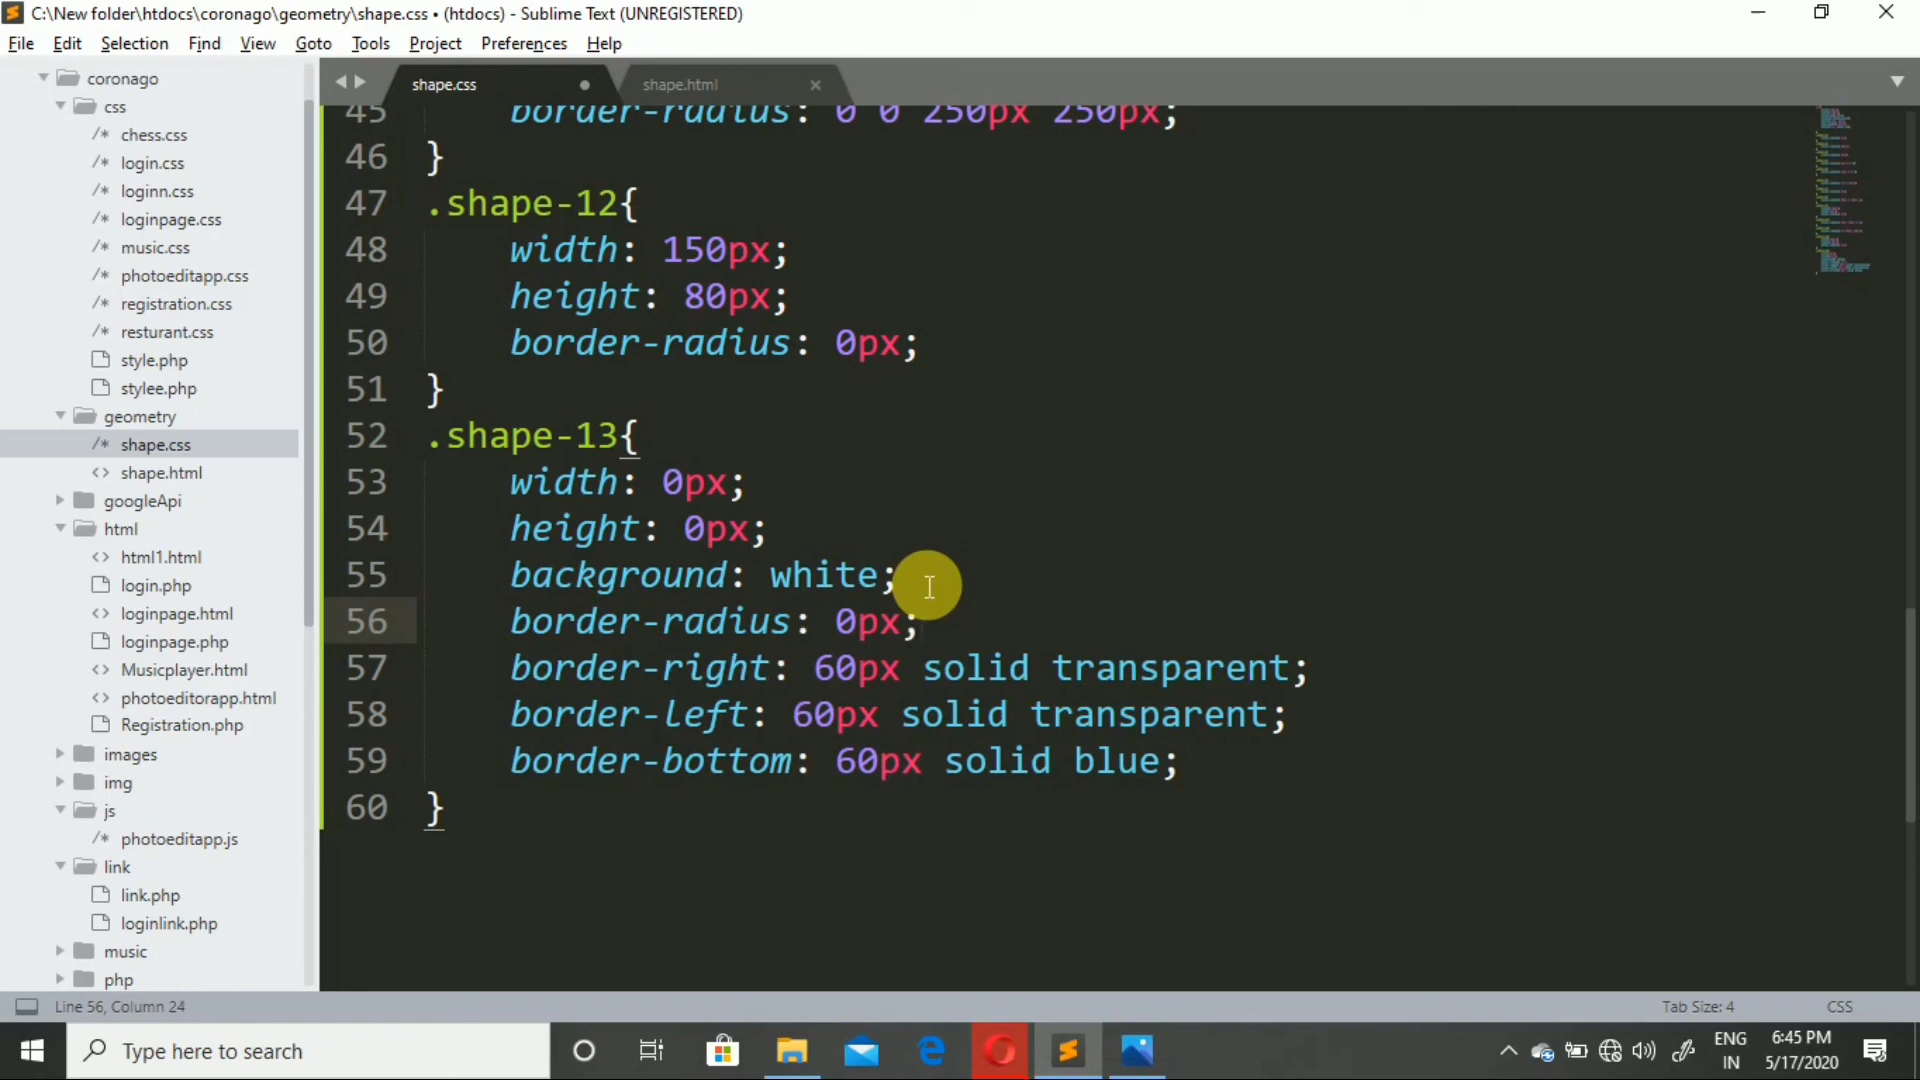 C:\New folder\htdocs\coronago\geometry\shape.css • (htdocs) - Sublime Text (UNREGISTERED)
File Edit Selection Find View Goto Tools Project Preferences Help
coronago
css
/* chess.css
/* login.css
/* loginn.css
/* loginpage.css
/* music.css
/* photoeditapp.css
/* registration.css
/* resturant.css
style.php
stylee.php
geometry
/* shape.css
<> shape.html
googleApi
html
<> html1.html
login.php
<> loginpage.html
loginpage.php
<> Musicplayer.html
<> photoeditorapp.html
Registration.php
images
img
js
/* photoeditapp.js
link
link.php
loginlink.php
music
php
shape.css
shape.html
45 border-radius: 0 0 250px 250px;
46 }
47 .shape-12{
48 width: 150px;
49 height: 80px;
50 border-radius: 0px;
51 }
52 .shape-13{
53 width: 0px;
54 height: 0px;
55 background: white;
56 border-radius: 0px;
57 border-right: 60px solid transparent;
58 border-left: 60px solid transparent;
59 border-bottom: 60px solid blue;
60 }
Line 56, Column 24
Tab Size: 4
CSS
Type here to search
ENG
IN
6:45 PM
5/17/2020